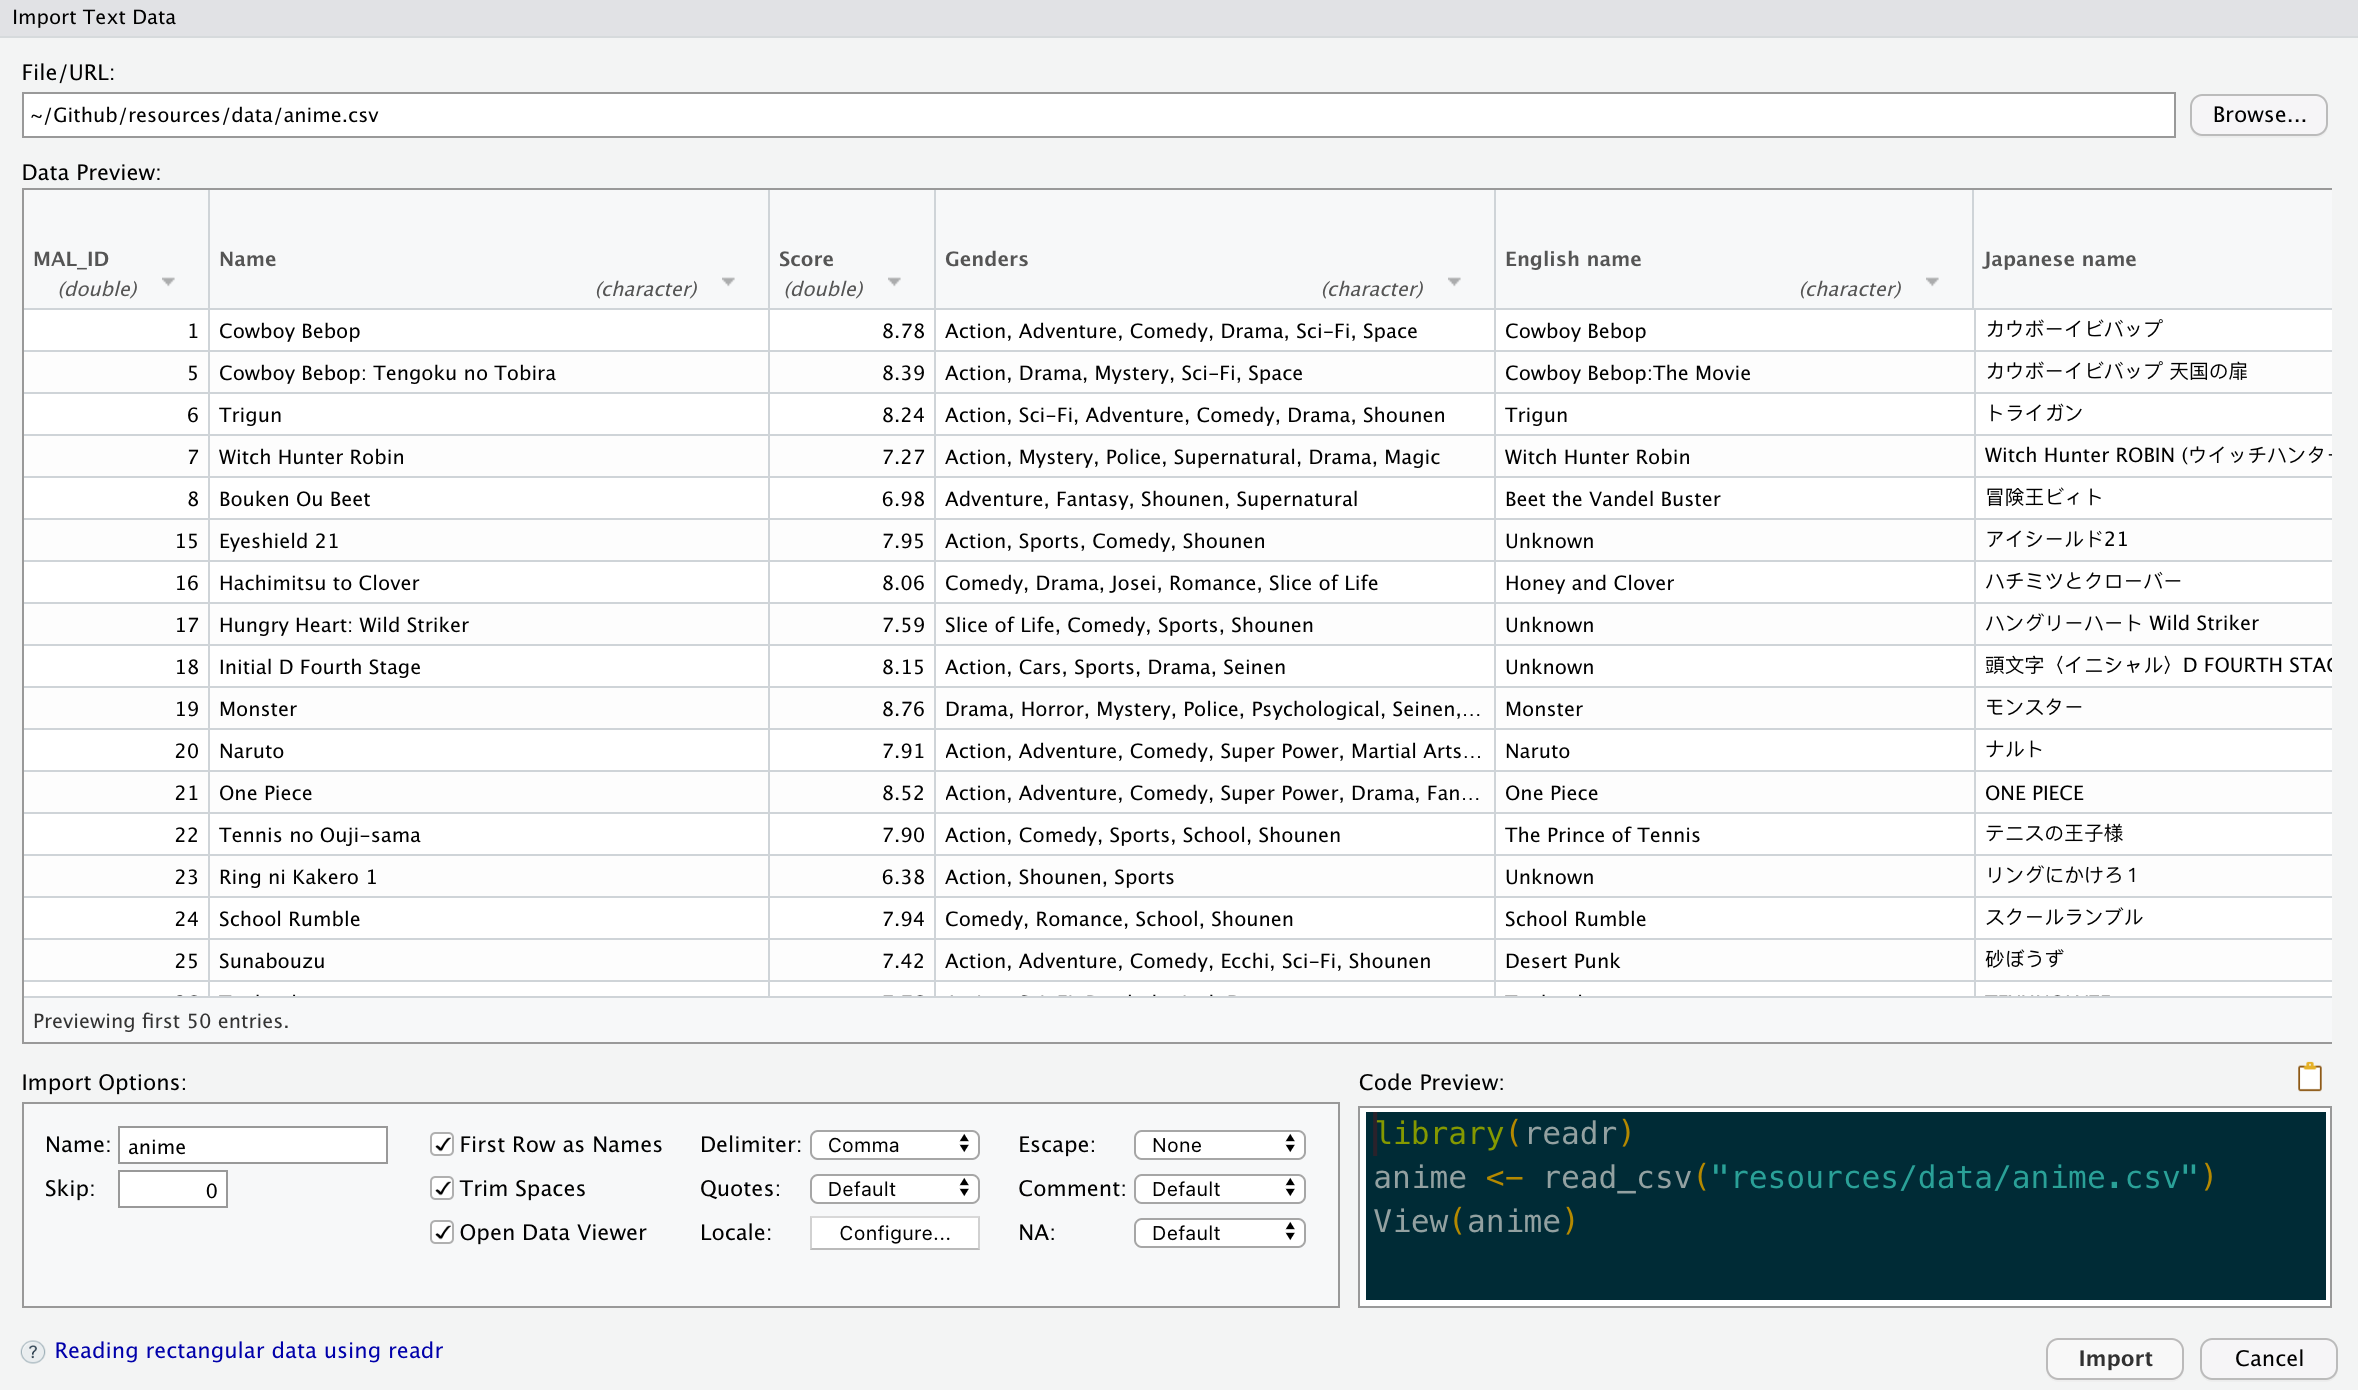 Import Text Data
File/URL:
~/Github/resources/data/anime.csv Browse...
Data Preview:
MAL_ID Name Score Genders English name Japanese name
(double) (character) (double) (character) (character)
1 Cowboy Bebop 8.78 Action, Adventure, Comedy, Drama, Sci-Fi, Space Cowboy Bebop カウボーイビバップ
5 Cowboy Bebop: Tengoku no Tobira 8.39 Action, Drama, Mystery, Sci-Fi, Space Cowboy Bebop:The Movie カウボーイビバップ 天国の扉
6 Trigun 8.24 Action, Sci-Fi, Adventure, Comedy, Drama, Shounen Trigun トライガン
7 Witch Hunter Robin 7.27 Action, Mystery, Police, Supernatural, Drama, Magic Witch Hunter Robin Witch Hunter ROBIN (ウイッチハンター
8 Bouken Ou Beet 6.98 Adventure, Fantasy, Shounen, Supernatural Beet the Vandel Buster 冒険王ビィト
15 Eyeshield 21 7.95 Action, Sports, Comedy, Shounen Unknown アイシールド21
16 Hachimitsu to Clover 8.06 Comedy, Drama, Josei, Romance, Slice of Life Honey and Clover ハチミツとクローバー
17 Hungry Heart: Wild Striker 7.59 Slice of Life, Comedy, Sports, Shounen Unknown ハングリーハート Wild Striker
18 Initial D Fourth Stage 8.15 Action, Cars, Sports, Drama, Seinen Unknown 頭文字〈イニシャル〉D FOURTH STAG
19 Monster 8.76 Drama, Horror, Mystery, Police, Psychological, Seinen,... Monster モンスター
20 Naruto 7.91 Action, Adventure, Comedy, Super Power, Martial Arts... Naruto ナルト
21 One Piece 8.52 Action, Adventure, Comedy, Super Power, Drama, Fan... One Piece ONE PIECE
22 Tennis no Ouji-sama 7.90 Action, Comedy, Sports, School, Shounen The Prince of Tennis テニスの王子様
23 Ring ni Kakero 1 6.38 Action, Shounen, Sports Unknown リングにかけろ１
24 School Rumble 7.94 Comedy, Romance, School, Shounen School Rumble スクールランブル
25 Sunabouzu 7.42 Action, Adventure, Comedy, Ecchi, Sci-Fi, Shounen Desert Punk 砂ぼうず
Previewing first 50 entries.
Import Options:
Name: anime First Row as Names Delimiter: Comma Escape: None
Skip: 0 Trim Spaces Quotes: Default Comment: Default
Open Data Viewer Locale: Configure... NA: Default
Code Preview:
library(readr)
anime <- read_csv("resources/data/anime.csv")
View(anime)
? Reading rectangular data using readr
Import Cancel